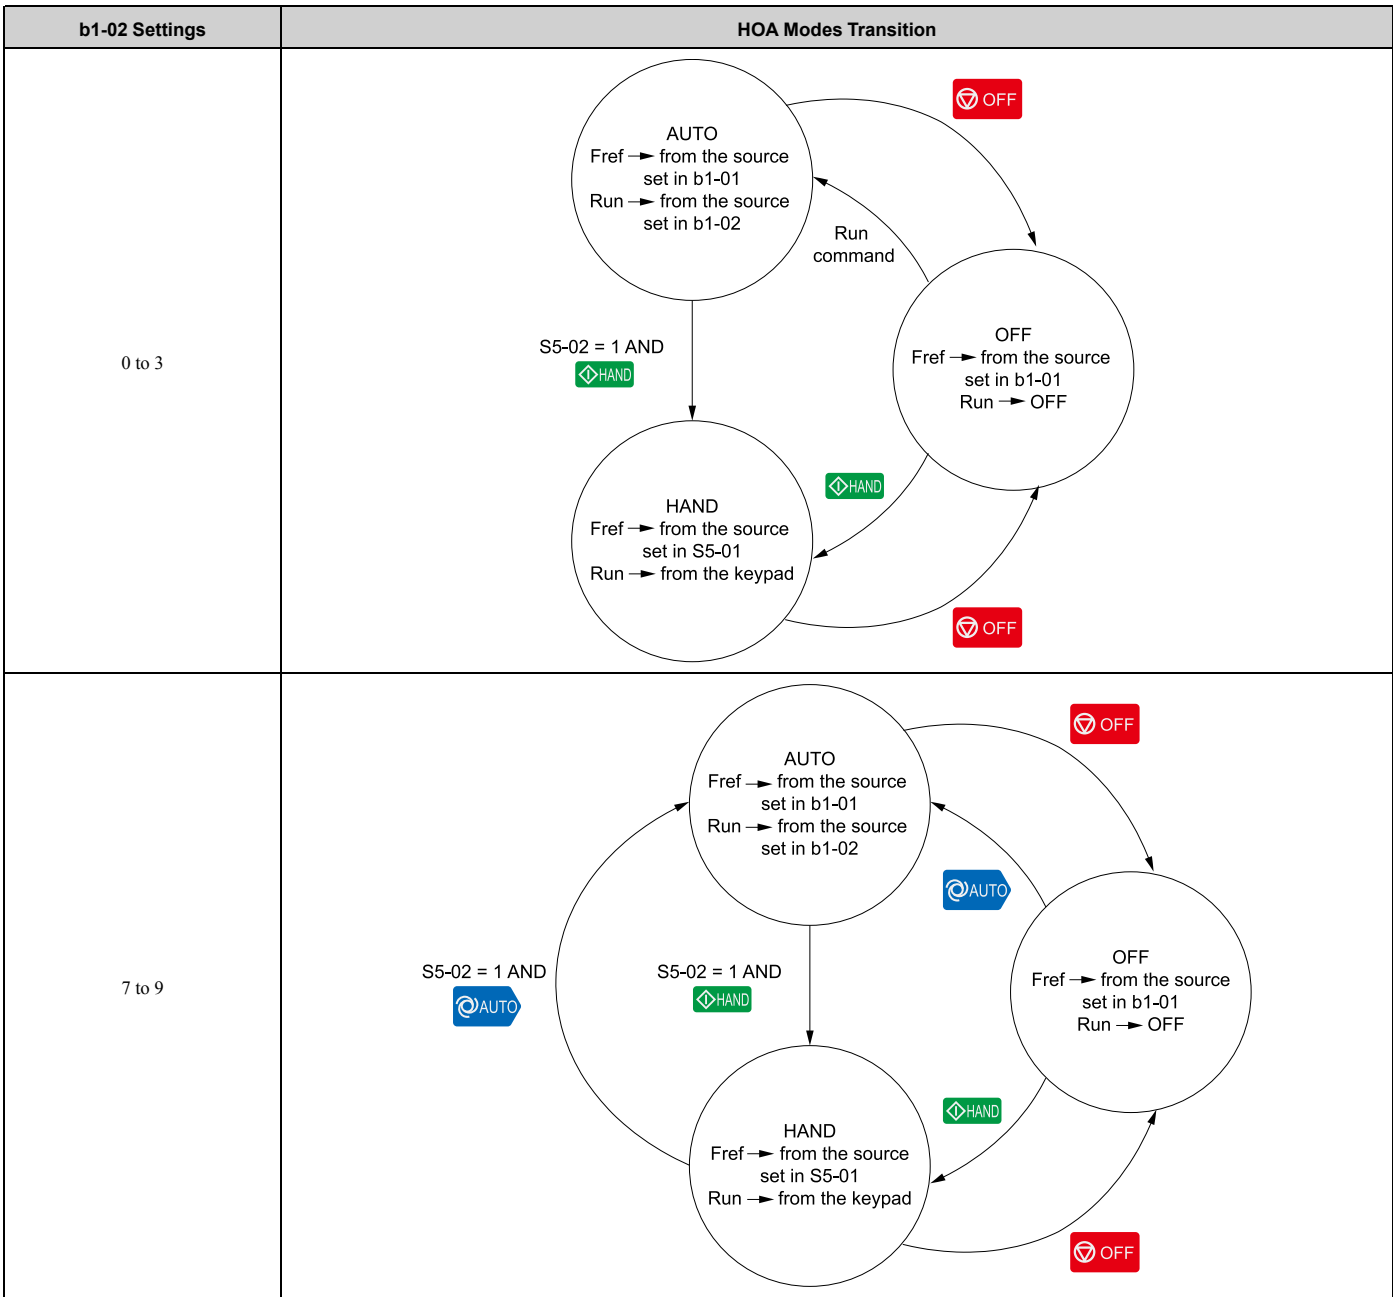 b1-02 Settings
HOA Modes Transition
0 to 3
AUTO
Fref → from the source
set in b1-01
Run → from the source
set in b1-02
OFF
Run
command
OFF
Fref → from the source
set in b1-01
Run → OFF
S5-02 = 1 AND
HAND
HAND
HAND
Fref → from the source
set in S5-01
Run → from the keypad
OFF
7 to 9
AUTO
Fref → from the source
set in b1-01
Run → from the source
set in b1-02
OFF
AUTO
OFF
Fref → from the source
set in b1-01
Run → OFF
S5-02 = 1 AND
AUTO
S5-02 = 1 AND
HAND
HAND
HAND
Fref → from the source
set in S5-01
Run → from the keypad
OFF